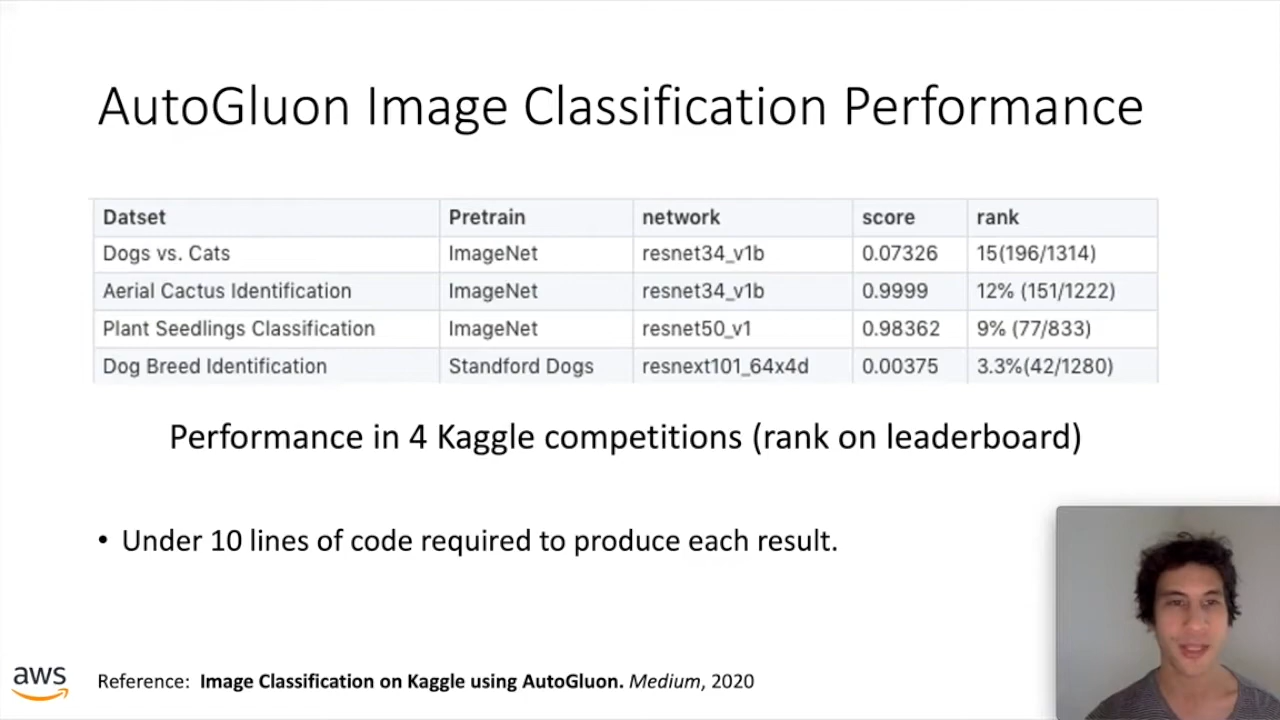 AutoGluon Image Classification Performance
Datset Pretrain network score rank
Dogs vs. Cats ImageNet resnet34_v1b 0.07326 15(196/1314)
Aerial Cactus Identification ImageNet resnet34_v1b 0.9999 12% (151/1222)
Plant Seedlings Classification ImageNet resnet50_v1 0.98362 9% (77/833)
Dog Breed Identification Standford Dogs resnext101_64x4d 0.00375 3.3%(42/1280)
Performance in 4 Kaggle competitions (rank on leaderboard)
• Under 10 lines of code required to produce each result.
aws
Reference: Image Classification on Kaggle using AutoGluon. Medium, 2020